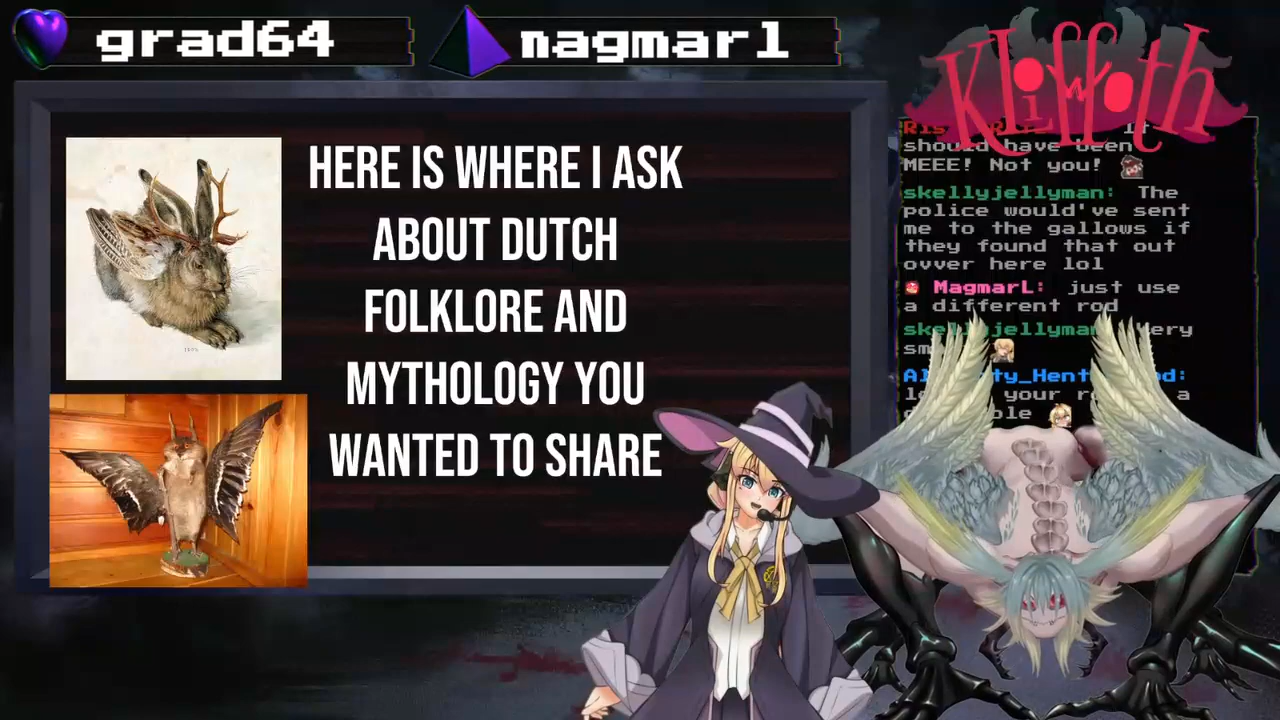 grad64
nagmarl
Kliffoth
HERE IS WHERE I ASK
ABOUT DUTCH
FOLKLORE AND
MYTHOLOGY YOU
WANTED TO SHARE
should have been
MEEE! Not you!
skellyjellyman: The
police would've sent
me to the gallows if
they found that out
ovver here lol
MagmarL: just use
a different rod